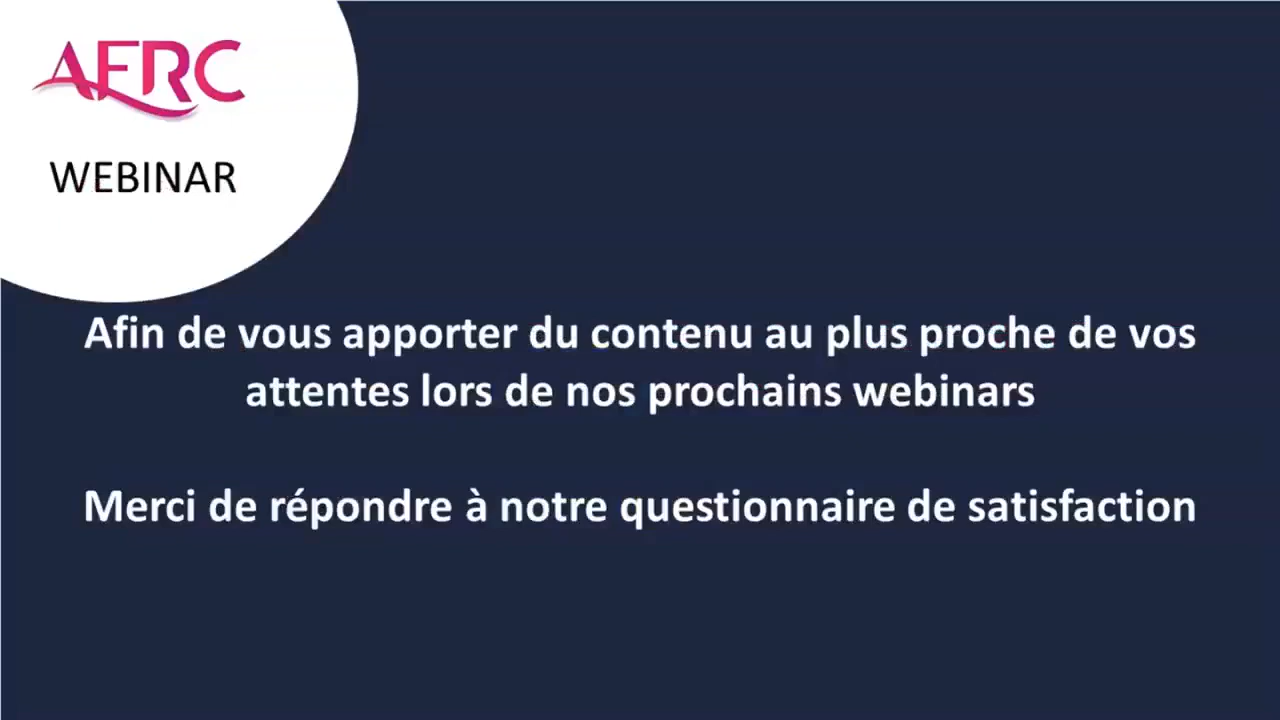 AFRC
WEBINAR
Afin de vous apporter du contenu au plus proche de vos
attentes lors de nos prochains webinars
Merci de répondre à notre questionnaire de satisfaction